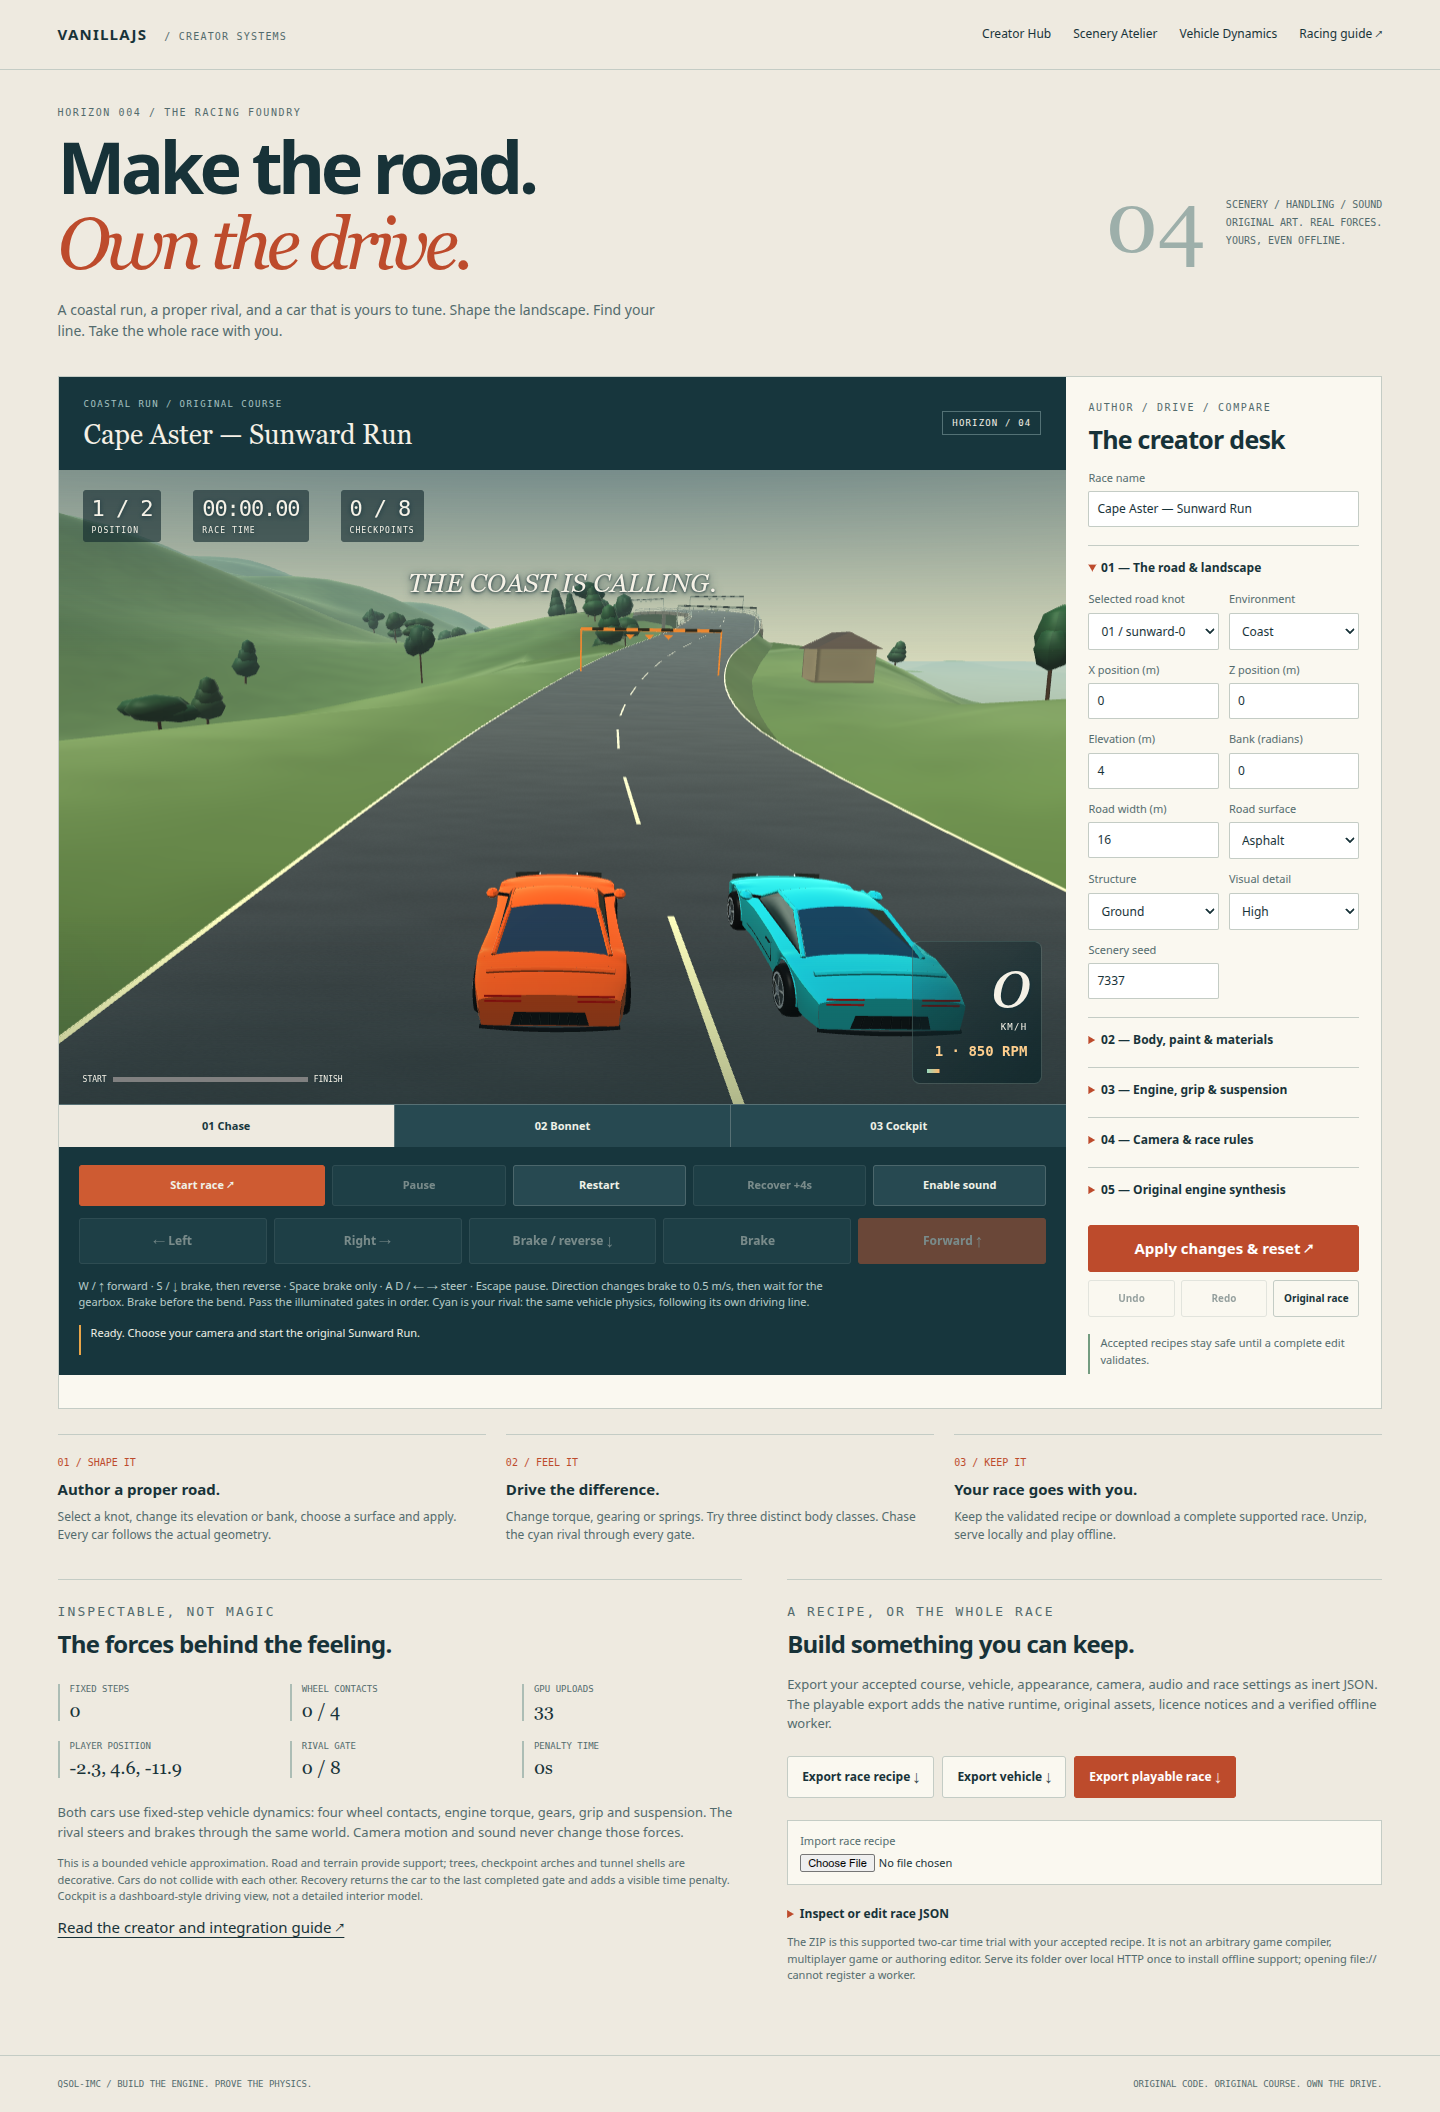 VANILLAJS / CREATOR SYSTEMS
Creator Hub Scenery Atelier Vehicle Dynamics Racing guide ↗
HORIZON 004 / THE RACING FOUNDRY
Make the road.
Own the drive.
04
SCENERY / HANDLING / SOUND
ORIGINAL ART. REAL FORCES.
YOURS, EVEN OFFLINE.
A coastal run, a proper rival, and a car that is yours to tune. Shape the landscape. Find your
line. Take the whole race with you.
COASTAL RUN / ORIGINAL COURSE
Cape Aster — Sunward Run
HORIZON / 04
1 / 2
POSITION
00:00.00
RACE TIME
0 / 8
CHECKPOINTS
THE COAST IS CALLING.
0
KM/H
1 · 850 RPM
START FINISH
01 Chase
02 Bonnet
03 Cockpit
Start race ↗
Pause
Restart
Recover +4s
Enable sound
← Left
Right →
Brake / reverse ↓
Brake
Forward ↑
W / ↑ forward · S / ↓ brake, then reverse · Space brake only · A D / ← → steer · Escape pause. Direction changes brake to 0.5 m/s, then wait for the
gearbox. Brake before the bend. Pass the illuminated gates in order. Cyan is your rival: the same vehicle physics, following its own driving line.
Ready. Choose your camera and start the original Sunward Run.
AUTHOR / DRIVE / COMPARE
The creator desk
Race name
Cape Aster — Sunward Run
01 — The road & landscape
Selected road knot Environment
01 / sunward-0 Coast
X position (m) Z position (m)
0 0
Elevation (m) Bank (radians)
4 0
Road width (m) Road surface
16 Asphalt
Structure Visual detail
Ground High
Scenery seed
7337
02 — Body, paint & materials
03 — Engine, grip & suspension
04 — Camera & race rules
05 — Original engine synthesis
Apply changes & reset ↗
Undo Redo Original race
Accepted recipes stay safe until a complete edit
validates.
01 / SHAPE IT
Author a proper road.
Select a knot, change its elevation or bank, choose a surface and apply.
Every car follows the actual geometry.
02 / FEEL IT
Drive the difference.
Change torque, gearing or springs. Try three distinct body classes. Chase
the cyan rival through every gate.
03 / KEEP IT
Your race goes with you.
Keep the validated recipe or download a complete supported race. Unzip,
serve locally and play offline.
INSPECTABLE, NOT MAGIC
The forces behind the feeling.
FIXED STEPS WHEEL CONTACTS GPU UPLOADS
0 0 / 4 33
PLAYER POSITION RIVAL GATE PENALTY TIME
-2.3, 4.6, -11.9 0 / 8 0s
Both cars use fixed-step vehicle dynamics: four wheel contacts, engine torque, gears, grip and suspension. The
rival steers and brakes through the same world. Camera motion and sound never change those forces.
This is a bounded vehicle approximation. Road and terrain provide support; trees, checkpoint arches and tunnel shells are
decorative. Cars do not collide with each other. Recovery returns the car to the last completed gate and adds a visible time penalty.
Cockpit is a dashboard-style driving view, not a detailed interior model.
Read the creator and integration guide ↗
A RECIPE, OR THE WHOLE RACE
Build something you can keep.
Export your accepted course, vehicle, appearance, camera, audio and race settings as inert JSON.
The playable export adds the native runtime, original assets, licence notices and a verified offline
worker.
Export race recipe ↓ Export vehicle ↓ Export playable race ↓
Import race recipe
Choose File No file chosen
Inspect or edit race JSON
The ZIP is this supported two-car time trial with your accepted recipe. It is not an arbitrary game compiler,
multiplayer game or authoring editor. Serve its folder over local HTTP once to install offline support; opening file://
cannot register a worker.
QSOL-IMC / BUILD THE ENGINE. PROVE THE PHYSICS.
ORIGINAL CODE. ORIGINAL COURSE. OWN THE DRIVE.